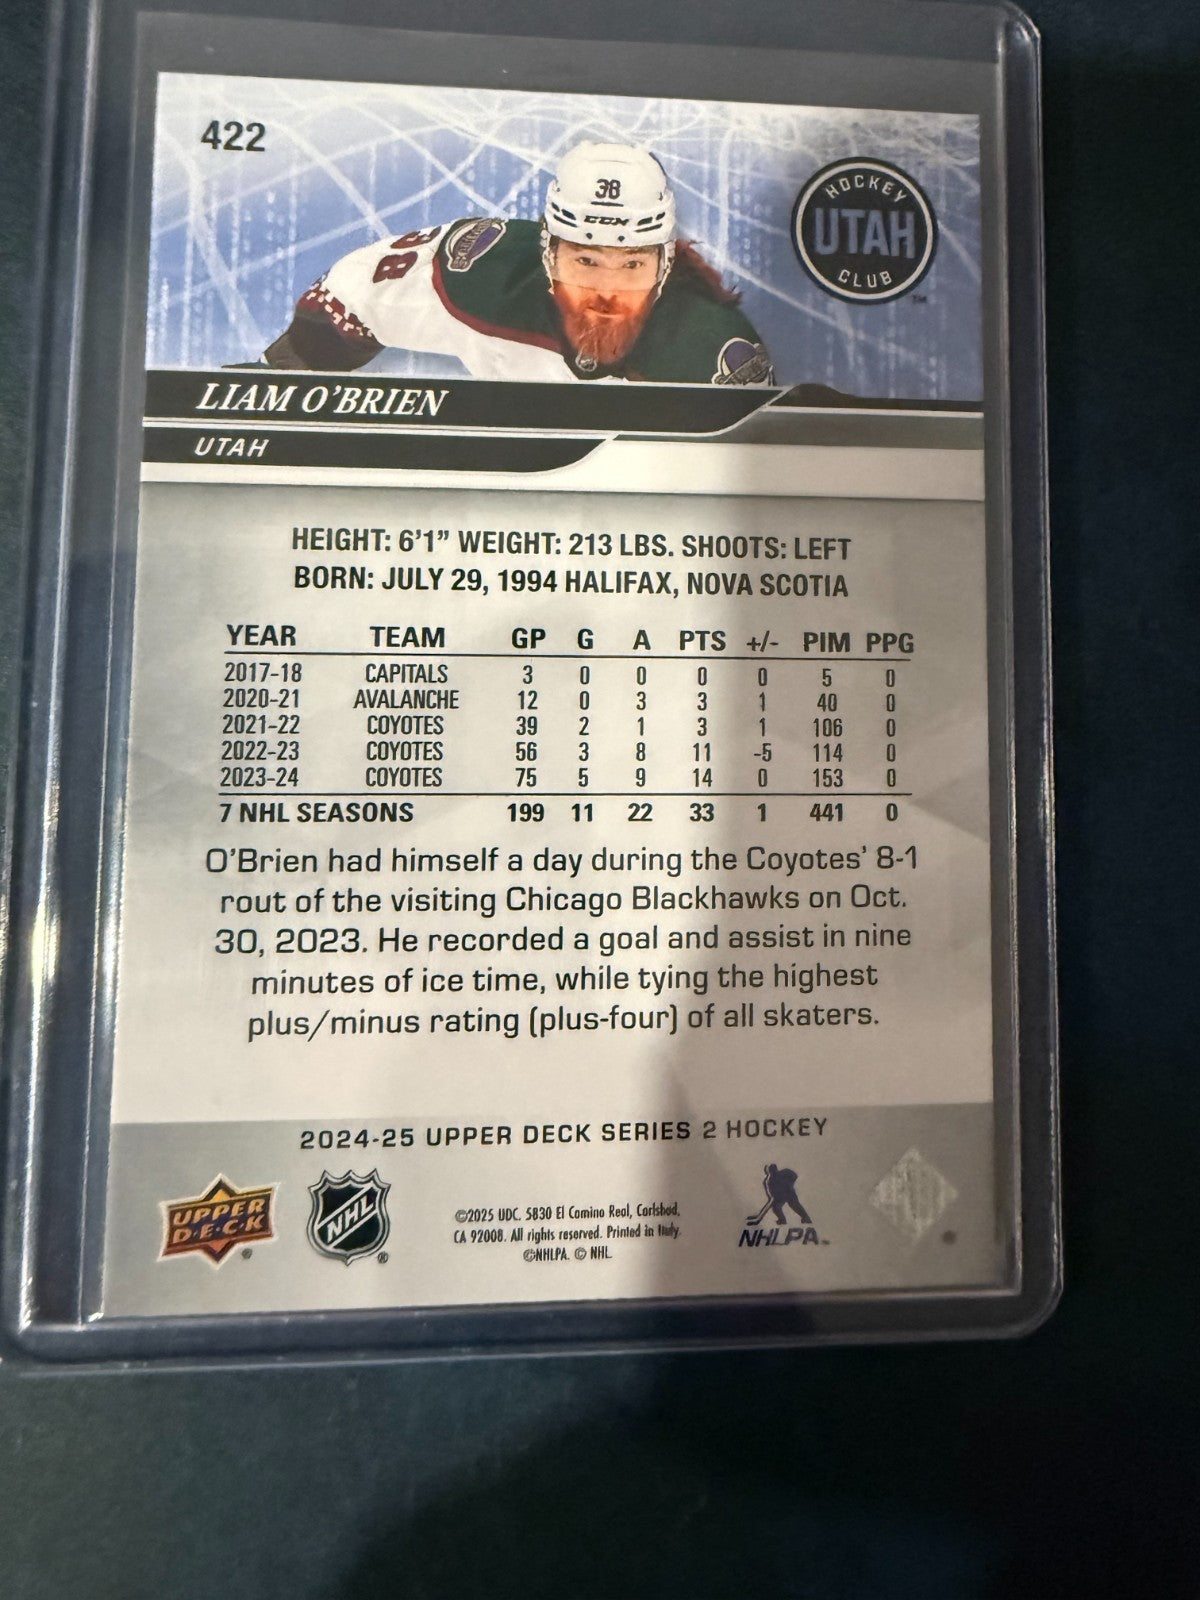 422
HOCKEY
UTAH
CLUB
TM
38
CCM
38
LIAM O'BRIEN
UTAH
HEIGHT: 6'1" WEIGHT: 213 LBS. SHOOTS: LEFT
BORN: JULY 29, 1994 HALIFAX, NOVA SCOTIA
YEAR TEAM GP G A PTS +/- PIM PPG
2017-18 CAPITALS 3 0 0 0 0 5 0
2020-21 AVALANCHE 12 0 3 3 1 40 0
2021-22 COYOTES 39 2 1 3 1 106 0
2022-23 COYOTES 56 3 8 11 -5 114 0
2023-24 COYOTES 75 5 9 14 0 153 0
7 NHL SEASONS 199 11 22 33 1 441 0
O'Brien had himself a day during the Coyotes' 8-1
rout of the visiting Chicago Blackhawks on Oct.
30, 2023. He recorded a goal and assist in nine
minutes of ice time, while tying the highest
plus/minus rating (plus-four) of all skaters.
2024-25 UPPER DECK SERIES 2 HOCKEY
UPPER
D·E·C·K
®
NHL
®
©2025 UDC. 5830 El Camino Real, Carlsbad,
CA 92008. All rights reserved. Printed in Italy.
©NHLPA. © NHL.
NHLPA™